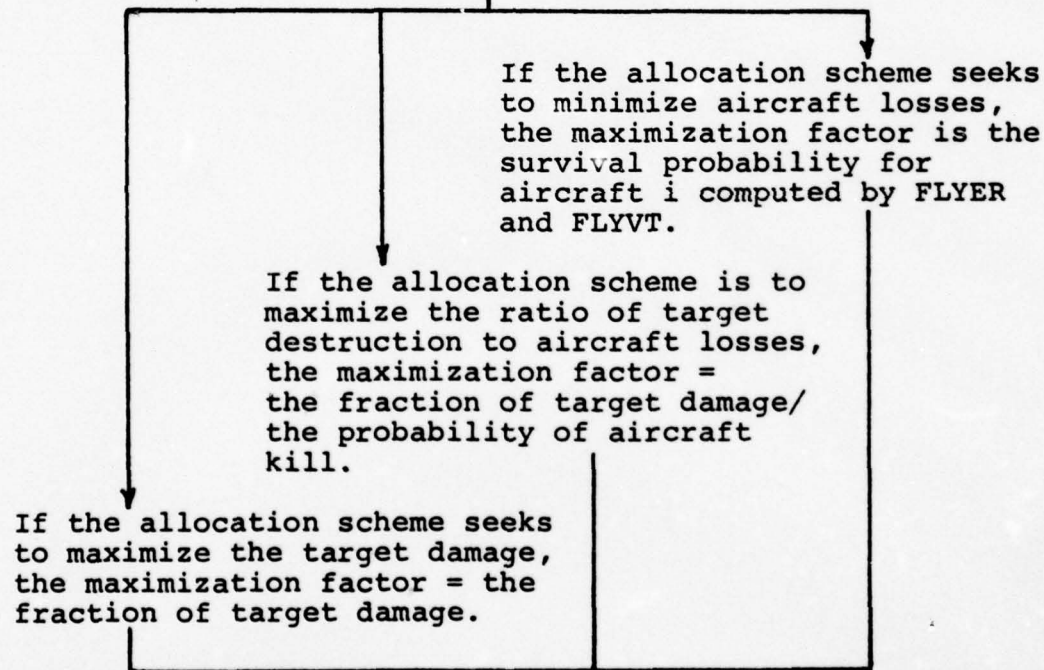 If the allocation scheme seeks
to minimize aircraft losses,
the maximization factor is the
survival probability for
aircraft i computed by FLYER
and FLYVT.
If the allocation scheme is to
maximize the ratio of target
destruction to aircraft losses,
the maximization factor =
the fraction of target damage/
the probability of aircraft
kill.
If the allocation scheme seeks
to maximize the target damage,
the maximization factor = the
fraction of target damage.